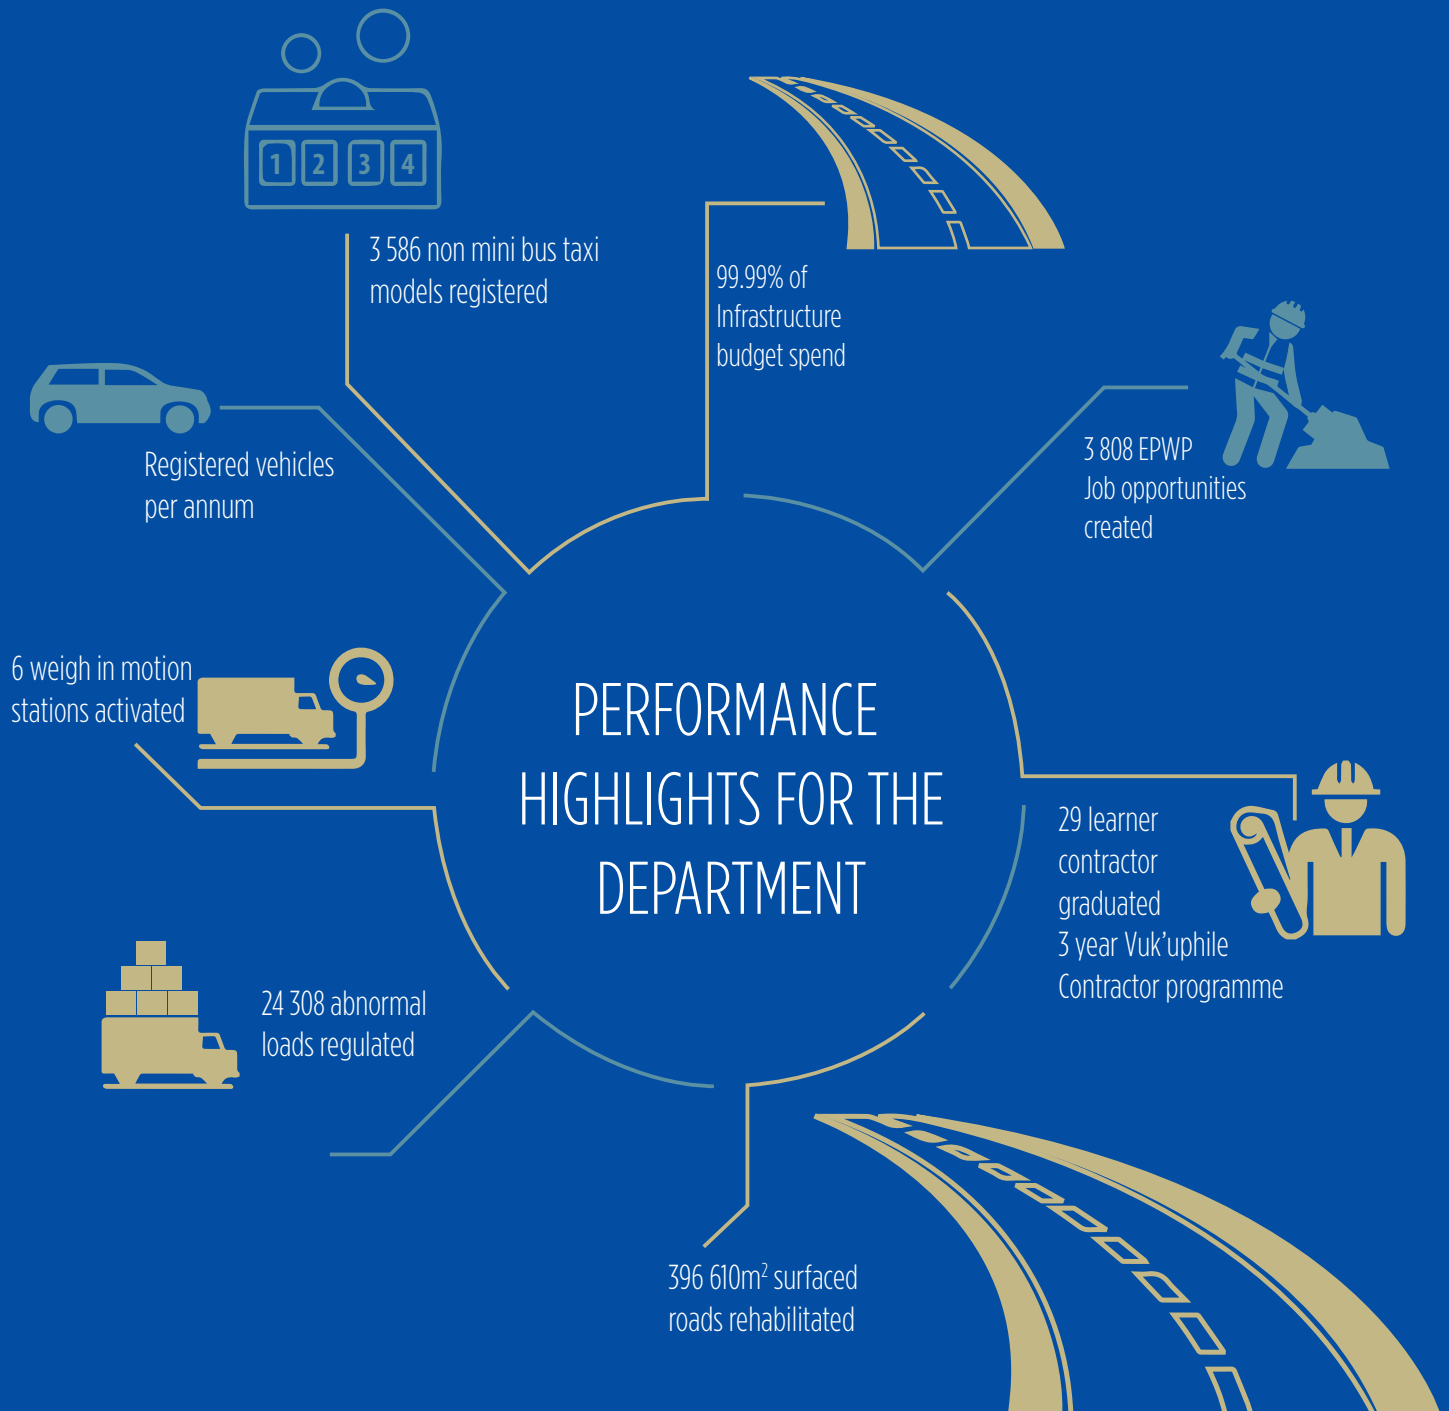 1 2 3 4
3 586 non mini bus taxi
models registered
99.99% of
Infrastructure
budget spend
Registered vehicles
per annum
3 808 EPWP
Job opportunities
created
6 weigh in motion
stations activated
PERFORMANCE
HIGHLIGHTS FOR THE
DEPARTMENT
29 learner
contractor
graduated
3 year Vuk’uphile
Contractor programme
24 308 abnormal
loads regulated
396 610m² surfaced
roads rehabilitated